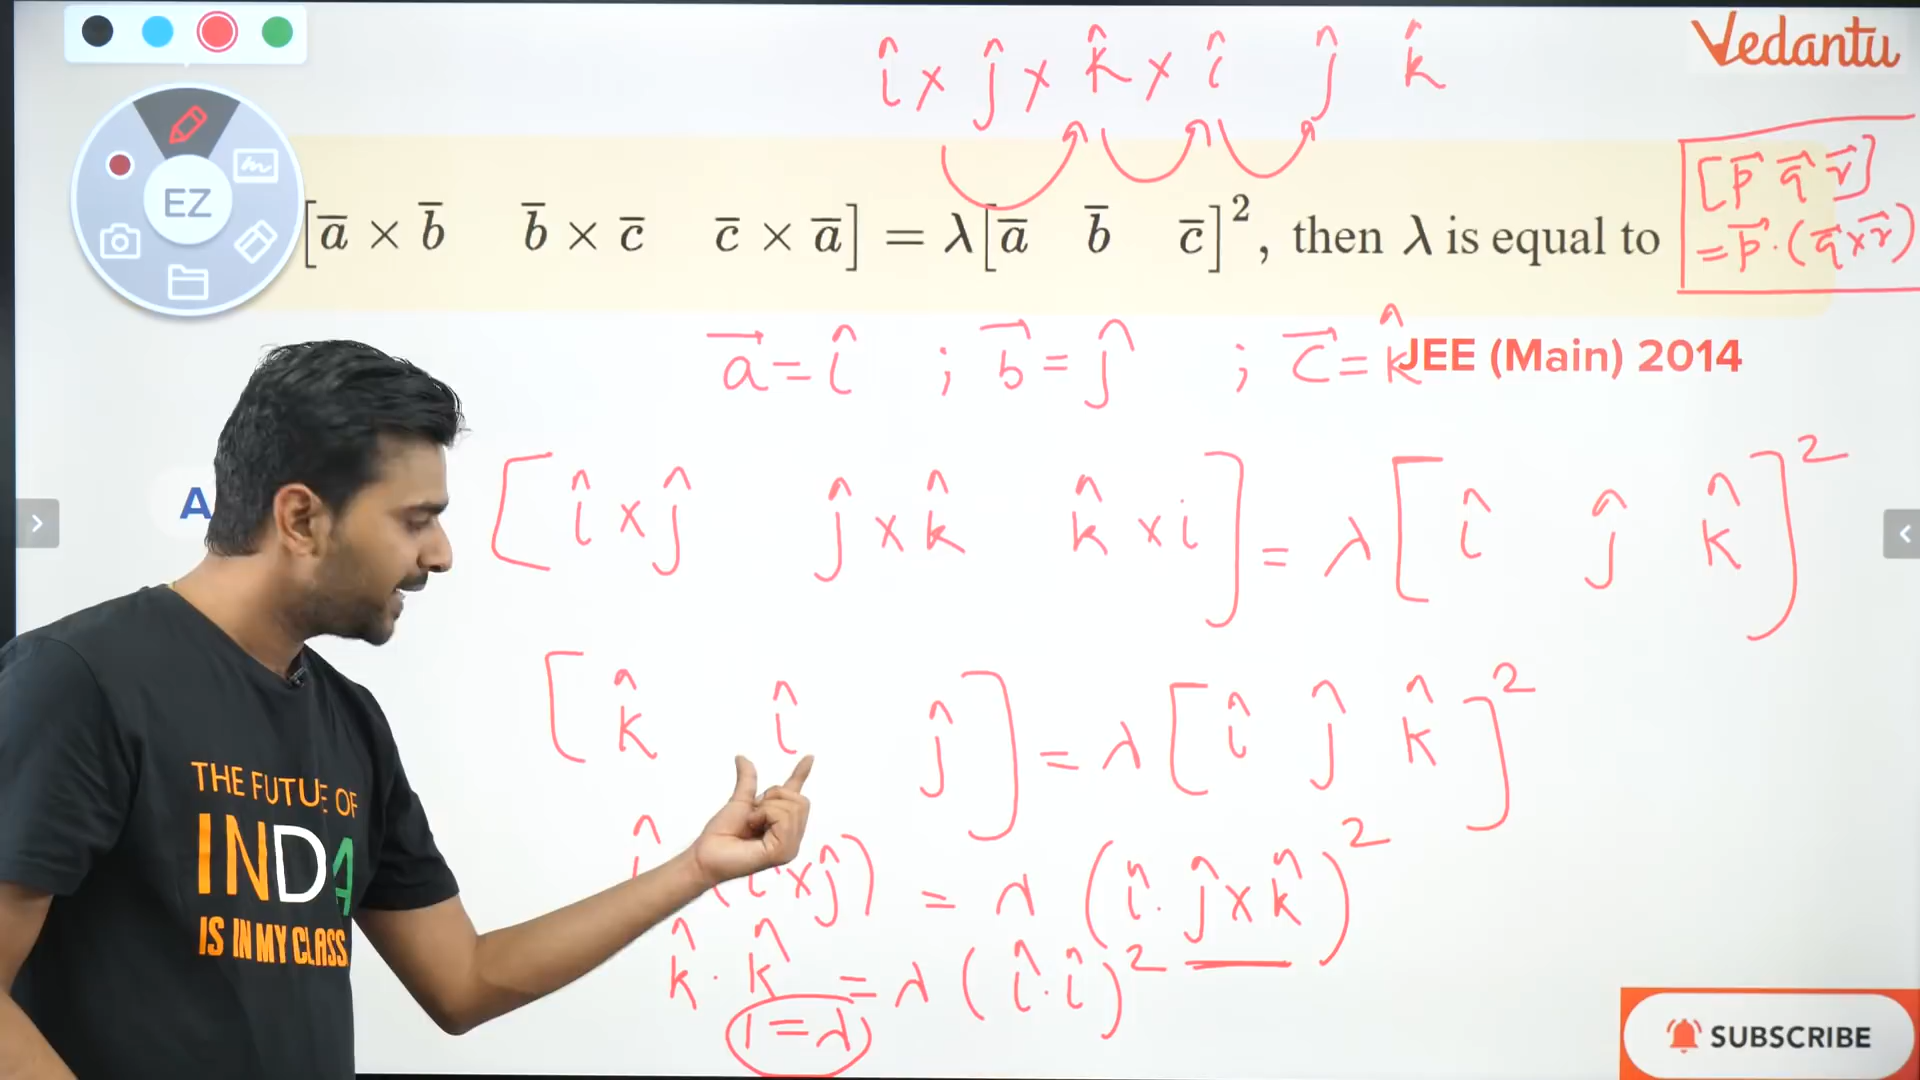 î × ĵ × k̂ × î ĵ k̂
Vedantu
EZ
[a̅ × b̅ b̅ × c̅ c̅ × a̅] = λ[a̅ b̅ c̅]², then λ is equal to
[p⃗ q⃗ r⃗]
= p⃗ · (q⃗ × r⃗)
a⃗ = î ; b⃗ = ĵ ; c⃗ = k̂
JEE (Main) 2014
A
[î × ĵ ĵ × k̂ k̂ × i] = λ[î ĵ k̂]²
[k̂ î ĵ] = λ[î ĵ k̂]²
× ĵ) = λ (î · ĵ × k̂)²
k̂ · k̂ = λ (î · î)²
1 = λ
THE FUTURE OF
INDIA
IS IN MY CLASS
SUBSCRIBE